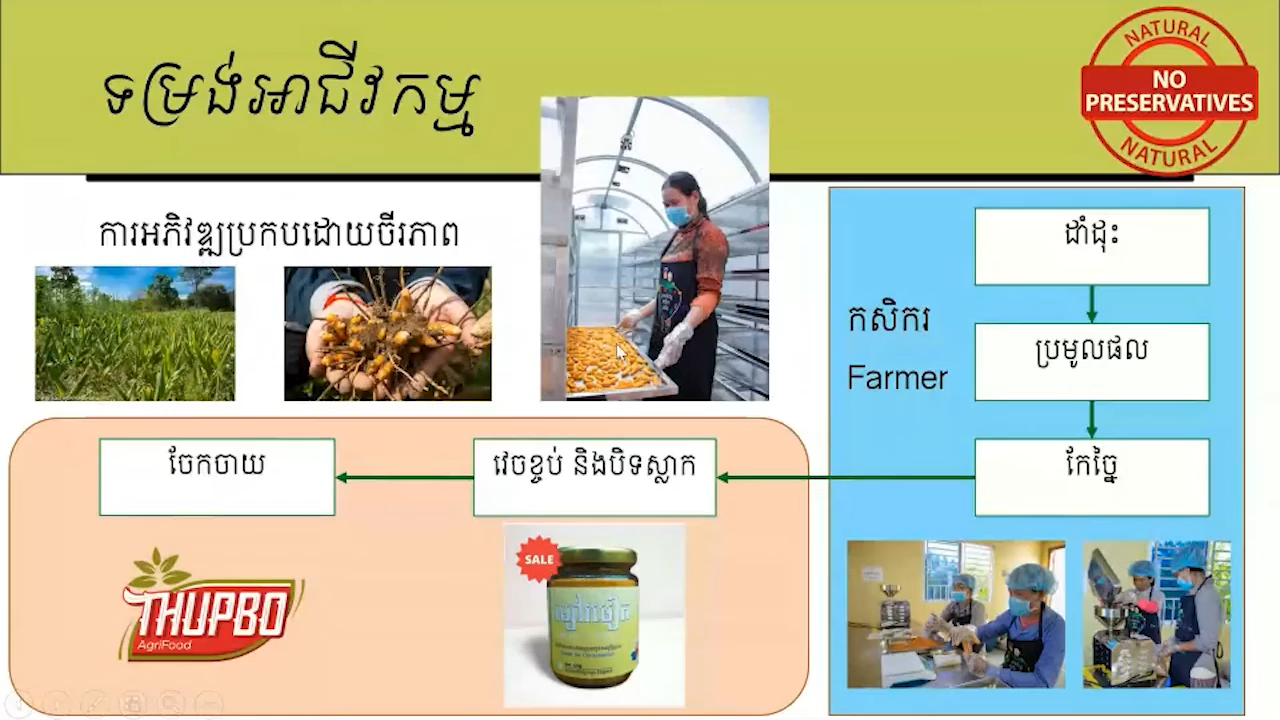 ទម្រង់អាជីវកម្ម
NATURAL
NO
PRESERVATIVES
NATURAL
ការអភិវឌ្ឍប្រកបដោយចីរភាព
ដាំដុះ
កសិករ
Farmer
ប្រមូលផល
ចែកចាយ
វេចខ្ចប់ និងបិទស្លាក
កែច្នៃ
SALE
THUPBO
AgriFood